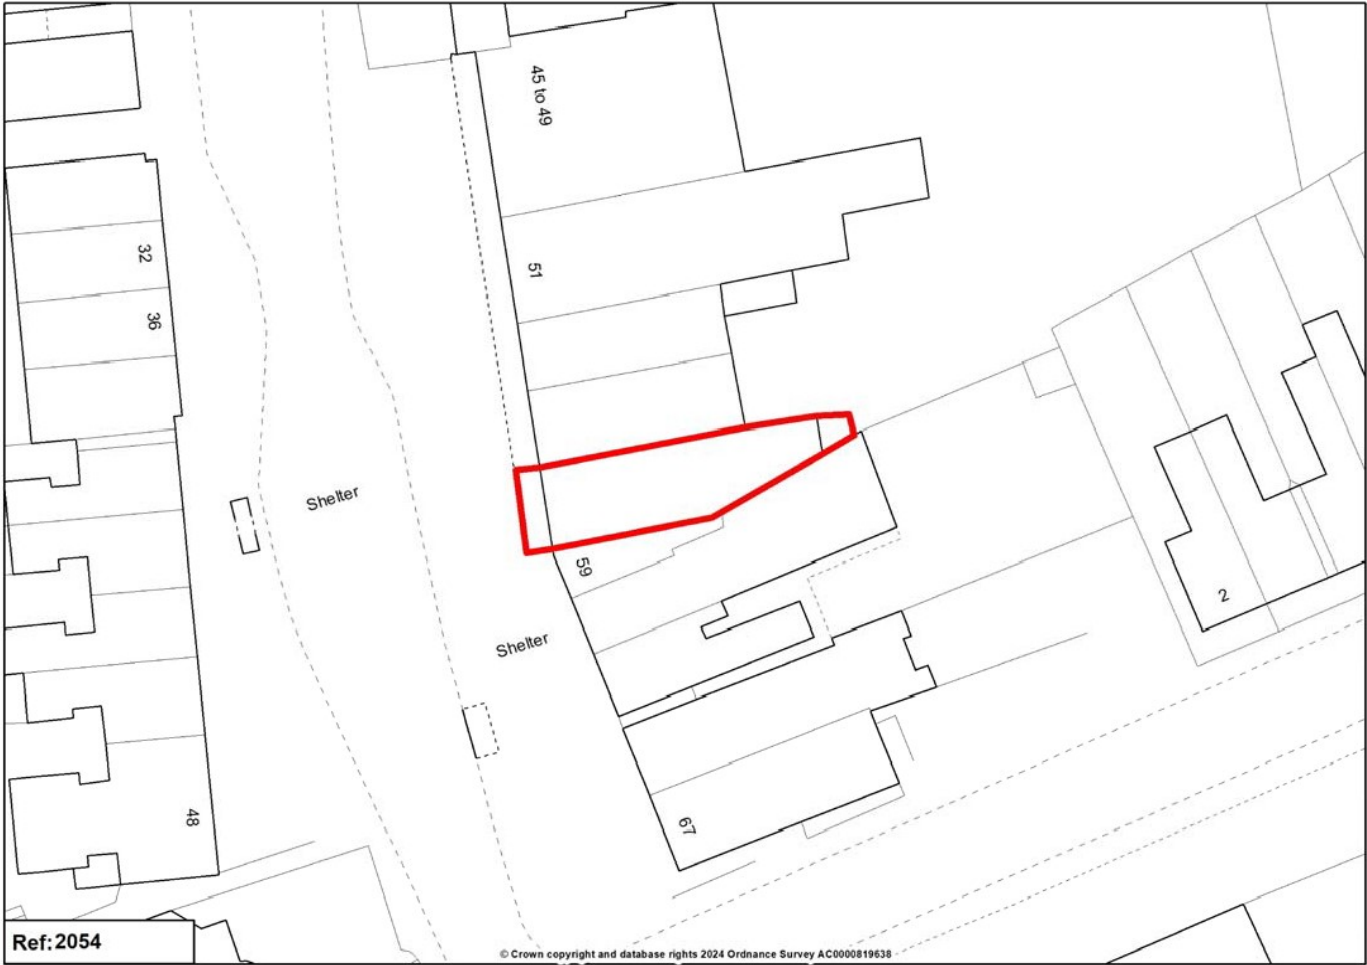 45 to 49
32
51
36
Shelter
59
2
Shelter
48
67
Ref:2054
© Crown copyright and database rights 2024 Ordnance Survey AC0000819638